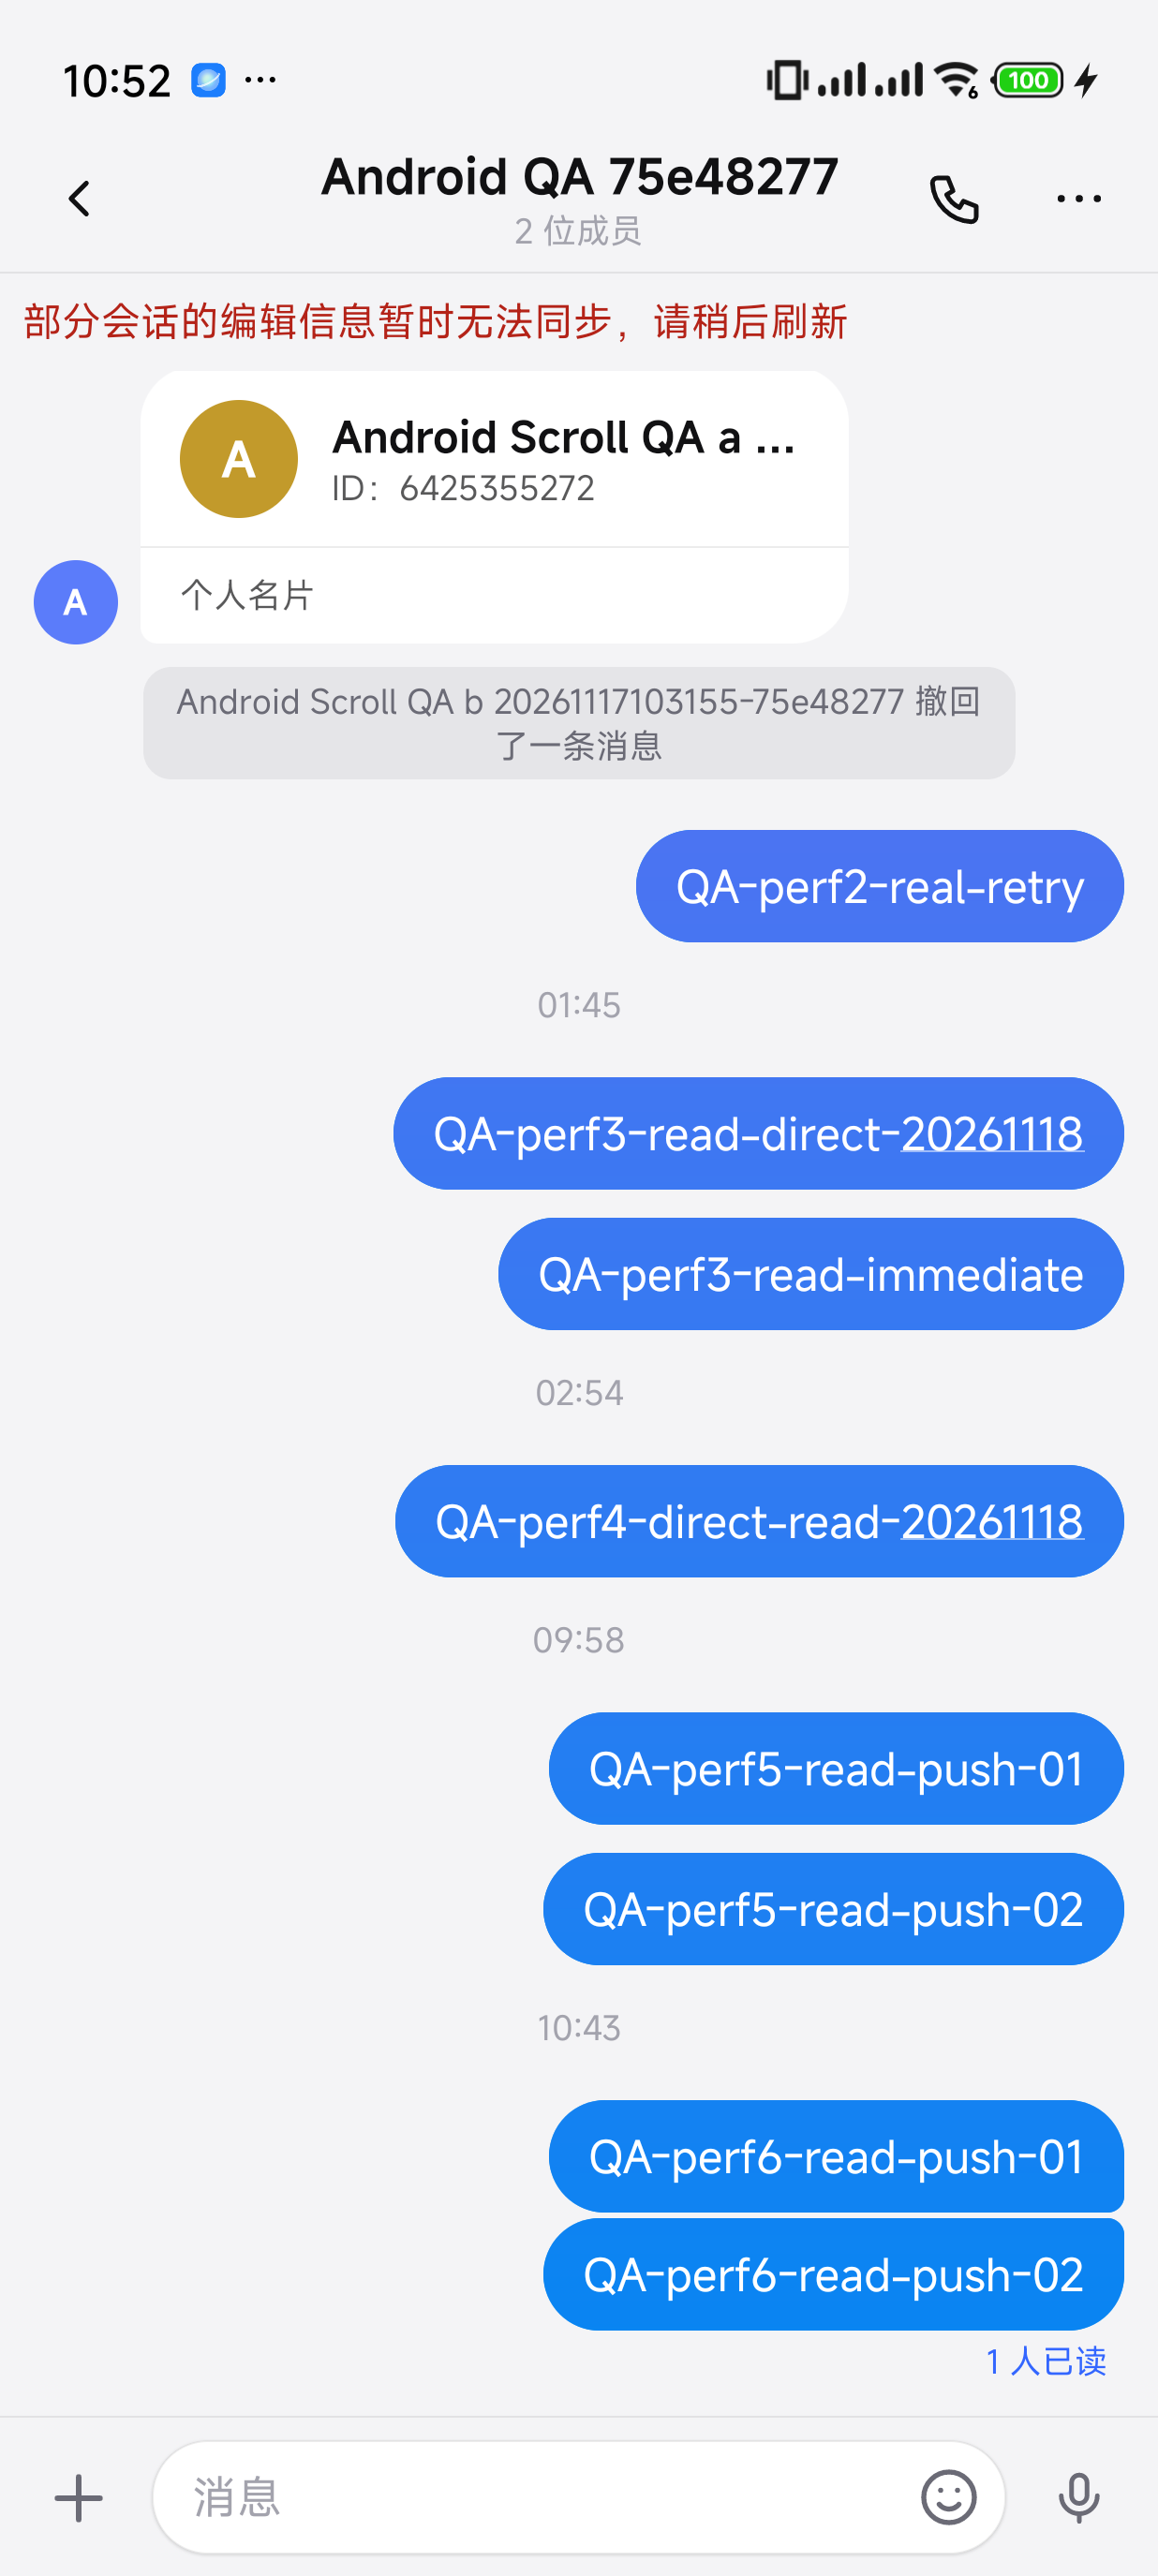 10:52
6
100
Android QA 75e48277
2 位成员
部分会话的编辑信息暂时无法同步，请稍后刷新
A
Android Scroll QA a ...
ID：6425355272
个人名片
A
Android Scroll QA b 20261117103155-75e48277 撤回
了一条消息
QA-perf2-real-retry
01:45
QA-perf3-read-direct-20261118
QA-perf3-read-immediate
02:54
QA-perf4-direct-read-20261118
09:58
QA-perf5-read-push-01
QA-perf5-read-push-02
10:43
QA-perf6-read-push-01
QA-perf6-read-push-02
1 人已读
消息